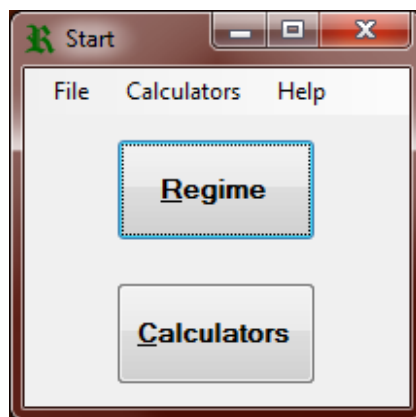 Start
File Calculators Help
Regime
Calculators